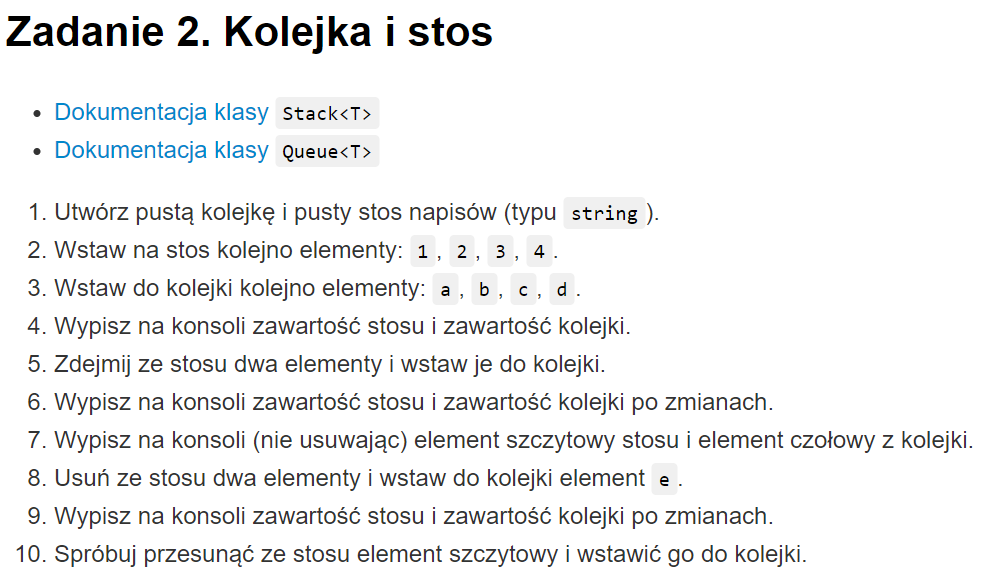 Zadanie 2. Kolejka i stos
• Dokumentacja klasy Stack<T>
• Dokumentacja klasy Queue<T>
1. Utwórz pustą kolejkę i pusty stos napisów (typu string).
2. Wstaw na stos kolejno elementy: 1, 2, 3, 4.
3. Wstaw do kolejki kolejno elementy: a, b, c, d.
4. Wypisz na konsoli zawartość stosu i zawartość kolejki.
5. Zdejmij ze stosu dwa elementy i wstaw je do kolejki.
6. Wypisz na konsoli zawartość stosu i zawartość kolejki po zmianach.
7. Wypisz na konsoli (nie usuwając) element szczytowy stosu i element czołowy z kolejki.
8. Usuń ze stosu dwa elementy i wstaw do kolejki element e.
9. Wypisz na konsoli zawartość stosu i zawartość kolejki po zmianach.
10. Spróbuj przesunąć ze stosu element szczytowy i wstawić go do kolejki.